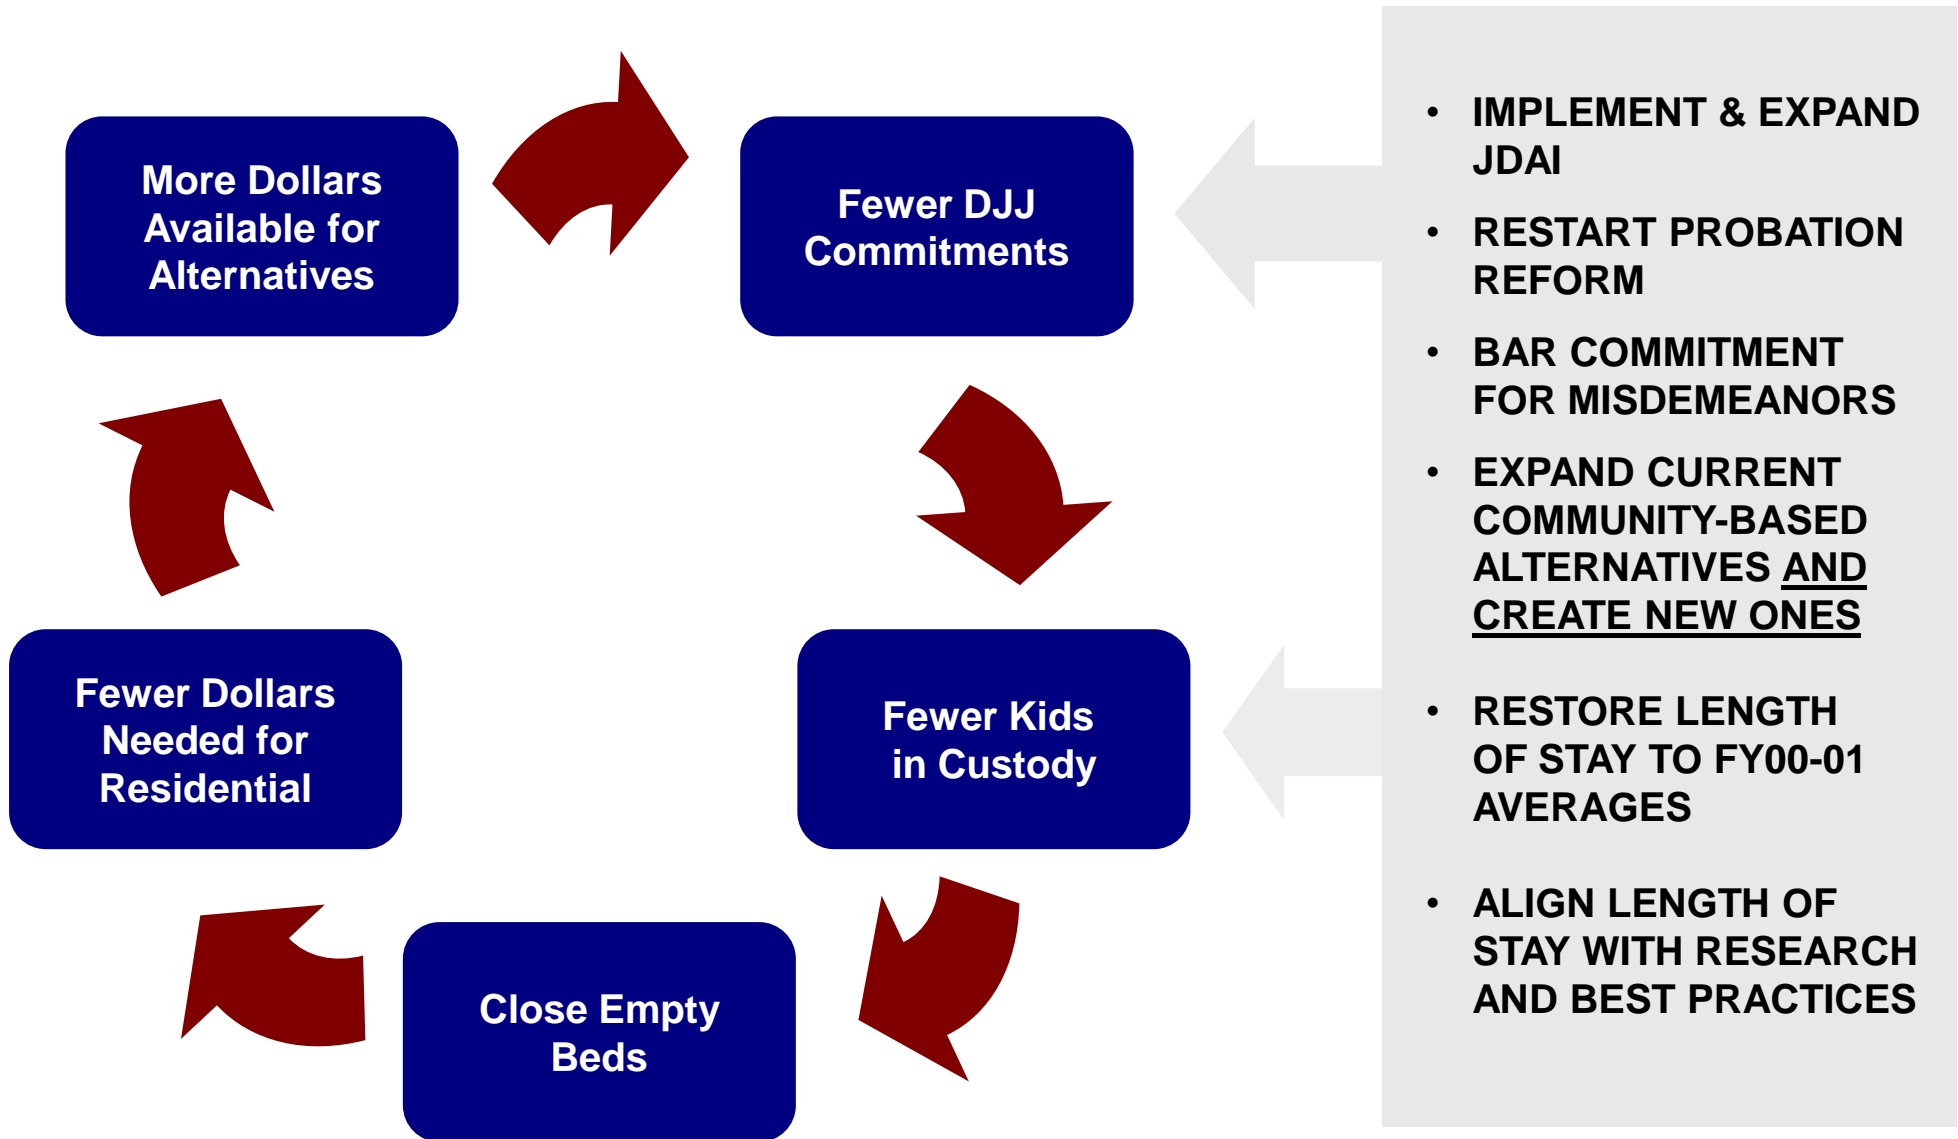 More Dollars
Available for
Alternatives
Fewer DJJ
Commitments
Fewer Dollars
Needed for
Residential
Fewer Kids
in Custody
Close Empty
Beds
• IMPLEMENT & EXPAND
JDAI
• RESTART PROBATION
REFORM
• BAR COMMITMENT
FOR MISDEMEANORS
• EXPAND CURRENT
COMMUNITY-BASED
ALTERNATIVES AND
CREATE NEW ONES
• RESTORE LENGTH
OF STAY TO FY00-01
AVERAGES
• ALIGN LENGTH OF
STAY WITH RESEARCH
AND BEST PRACTICES